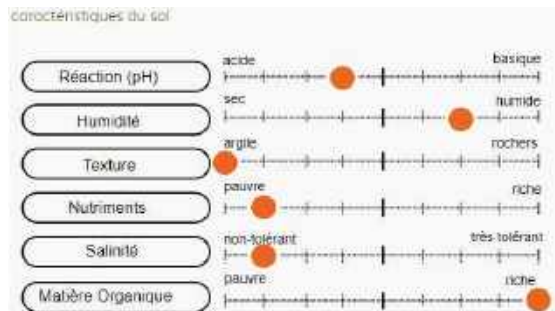 caractéristiques du sol
acide basique
Réaction (pH)
sec humide
Humidité
argile rochers
Texture
pauvre riche
Nutriments
non-tolérant très tolérant
Salinité
pauvre riche
Matière Organique